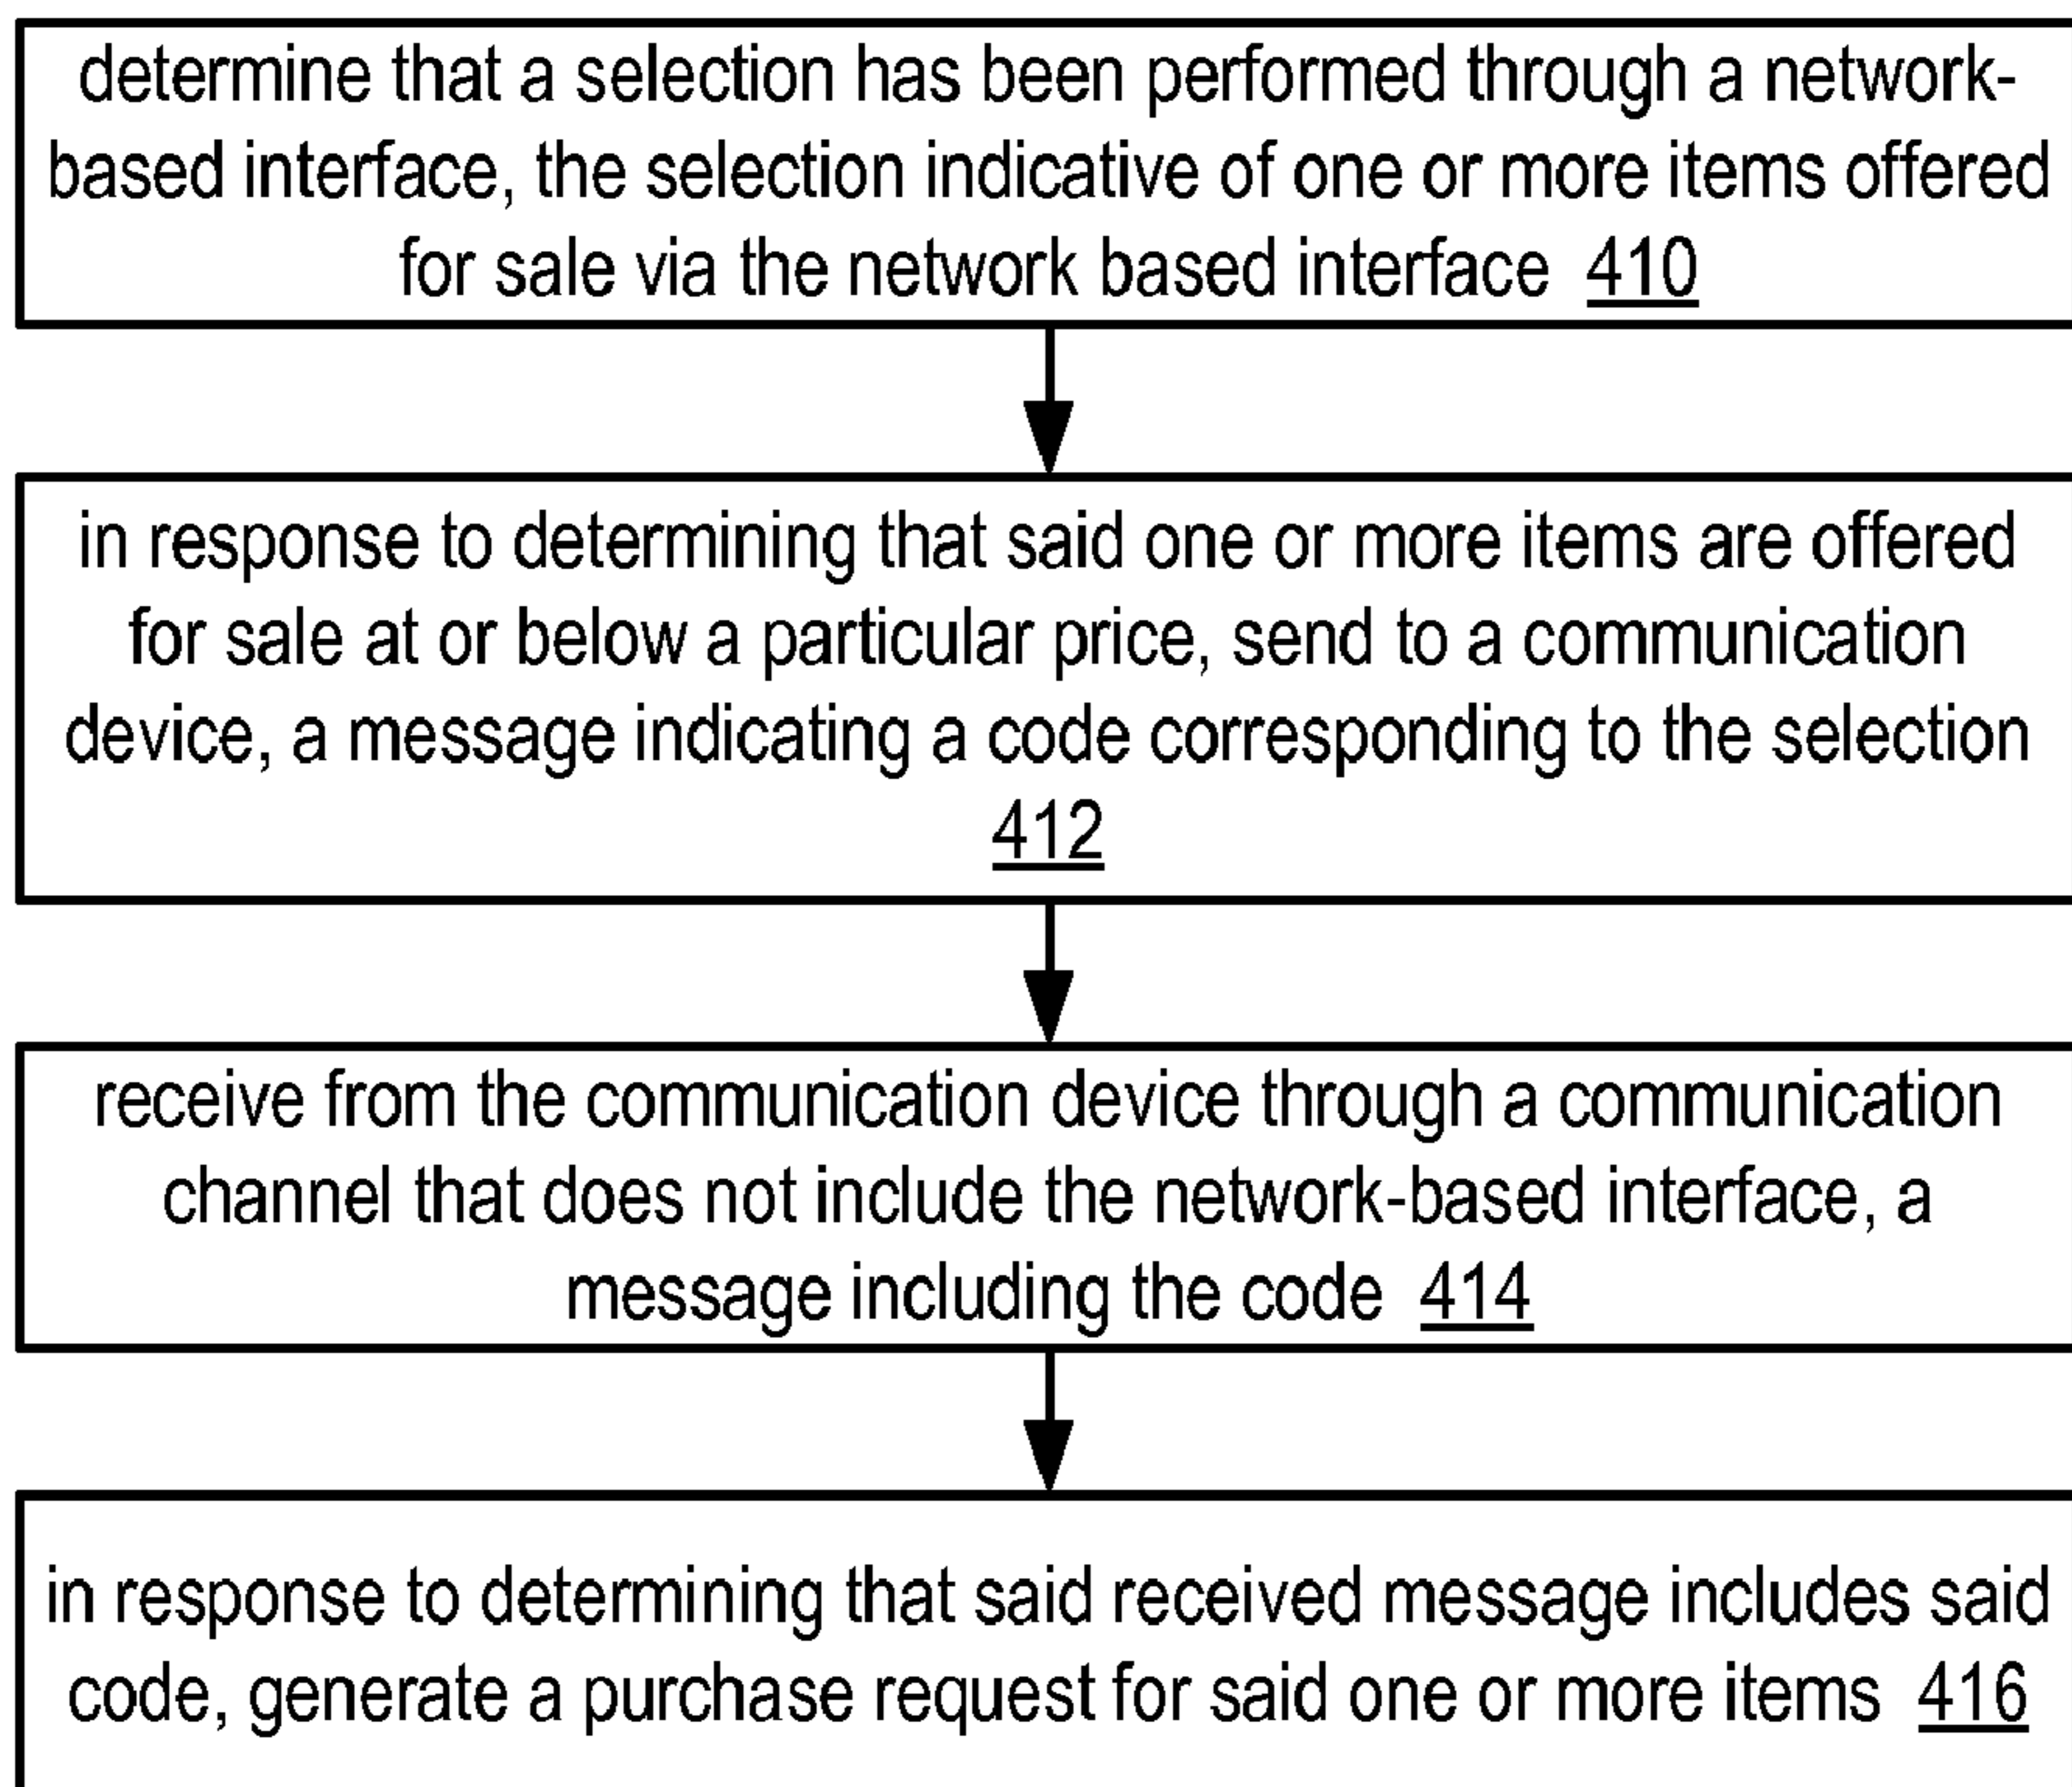 determine that a selection has been performed through a network-
based interface, the selection indicative of one or more items offered
for sale via the network based interface 410
in response to determining that said one or more items are offered
for sale at or below a particular price, send to a communication
device, a message indicating a code corresponding to the selection
412
receive from the communication device through a communication
channel that does not include the network-based interface, a
message including the code 414
in response to determining that said received message includes said
code, generate a purchase request for said one or more items 416